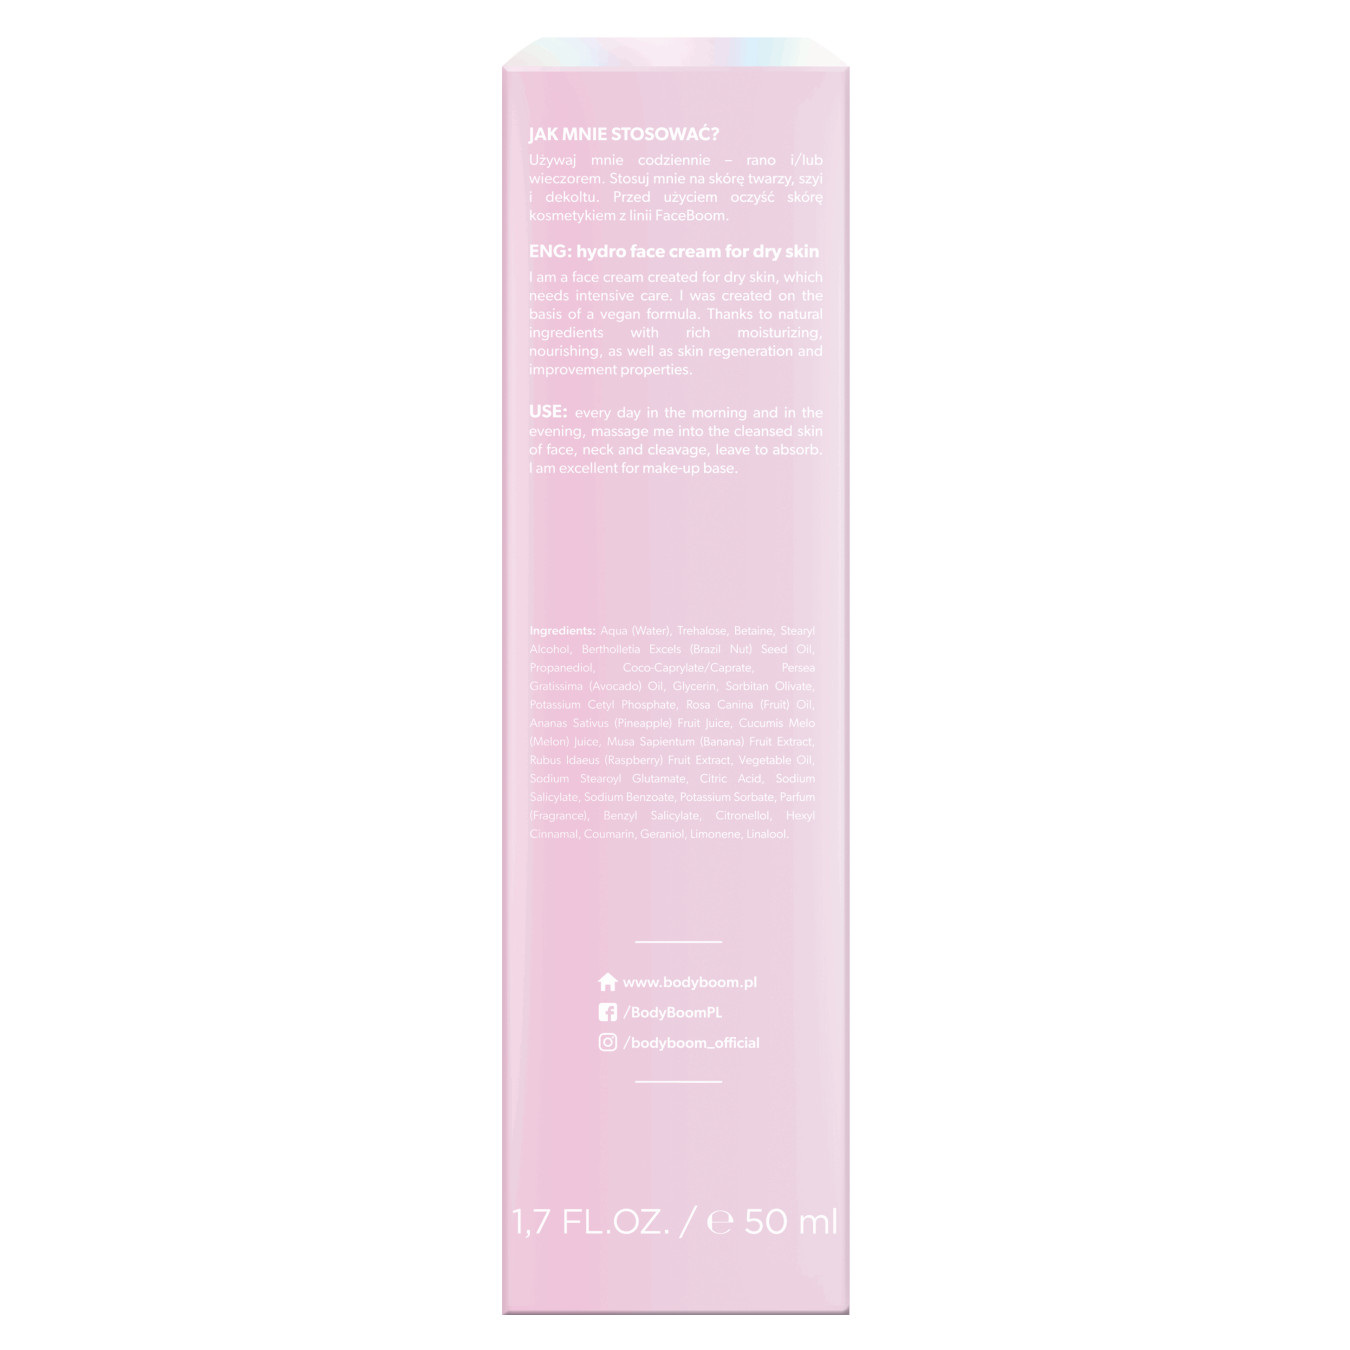 JAK MNIE STOSOWAĆ?
Używaj mnie codziennie – rano i/lub
wieczorem. Stosuj mnie na skórę twarzy, szyi
i dekoltu. Przed użyciem oczyść skórę
kosmetykiem z linii FaceBoom.
ENG: hydro face cream for dry skin
I am a face cream created for dry skin, which
needs intensive care. I was created on the
basis of a vegan formula. Thanks to natural
ingredients with rich moisturizing,
nourishing, as well as skin regeneration and
improvement properties.
USE: every day in the morning and in the
evening, massage me into the cleansed skin
of face, neck and cleavage, leave to absorb.
I am excellent for make-up base.
Ingredients: Aqua (Water), Trehalose, Betaine, Stearyl
Alcohol, Bertholletia Excels (Brazil Nut) Seed Oil,
Propanediol, Coco-Caprylate/Caprate, Persea
Gratissima (Avocado) Oil, Glycerin, Sorbitan Olivate,
Potassium Cetyl Phosphate, Rosa Canina (Fruit) Oil,
Ananas Sativus (Pineapple) Fruit Juice, Cucumis Melo
(Melon) Juice, Musa Sapientum (Banana) Fruit Extract,
Rubus Idaeus (Raspberry) Fruit Extract, Vegetable Oil,
Sodium Stearoyl Glutamate, Citric Acid, Sodium
Salicylate, Sodium Benzoate, Potassium Sorbate, Parfum
(Fragrance), Benzyl Salicylate, Citronellol, Hexyl
Cinnamal, Coumarin, Geraniol, Limonene, Linalool.
www.bodyboom.pl
/BodyBoomPL
/bodyboom_official
1,7 FL.OZ. / ℮ 50 ml